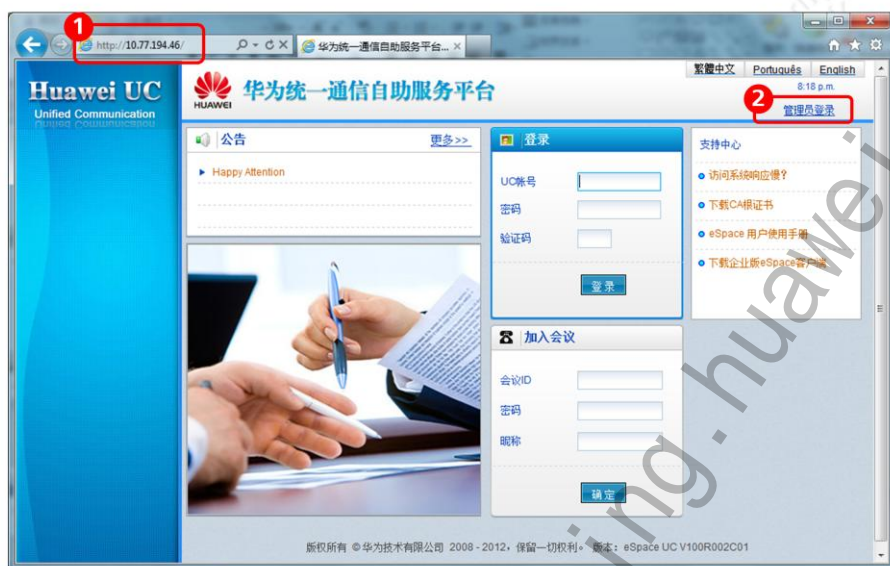 1
http://10.77.194.46/
华为统一通信自助服务平台... ×
繁體中文 Português English
8:18 p.m.
2
管理员登录
Huawei UC
Unified Communication
HUAWEI
华为统一通信自助服务平台
公告 更多>>
Happy Attention
登录
UC帐号
密码
验证码
登录
支持中心
访问系统响应慢?
下载CA根证书
eSpace 用户使用手册
下载企业版eSpace客户端
加入会议
会议ID
密码
昵称
确定
版权所有 ©华为技术有限公司 2008 - 2012,保留一切权利。 版本:eSpace UC V100R002C01
ing.huawei